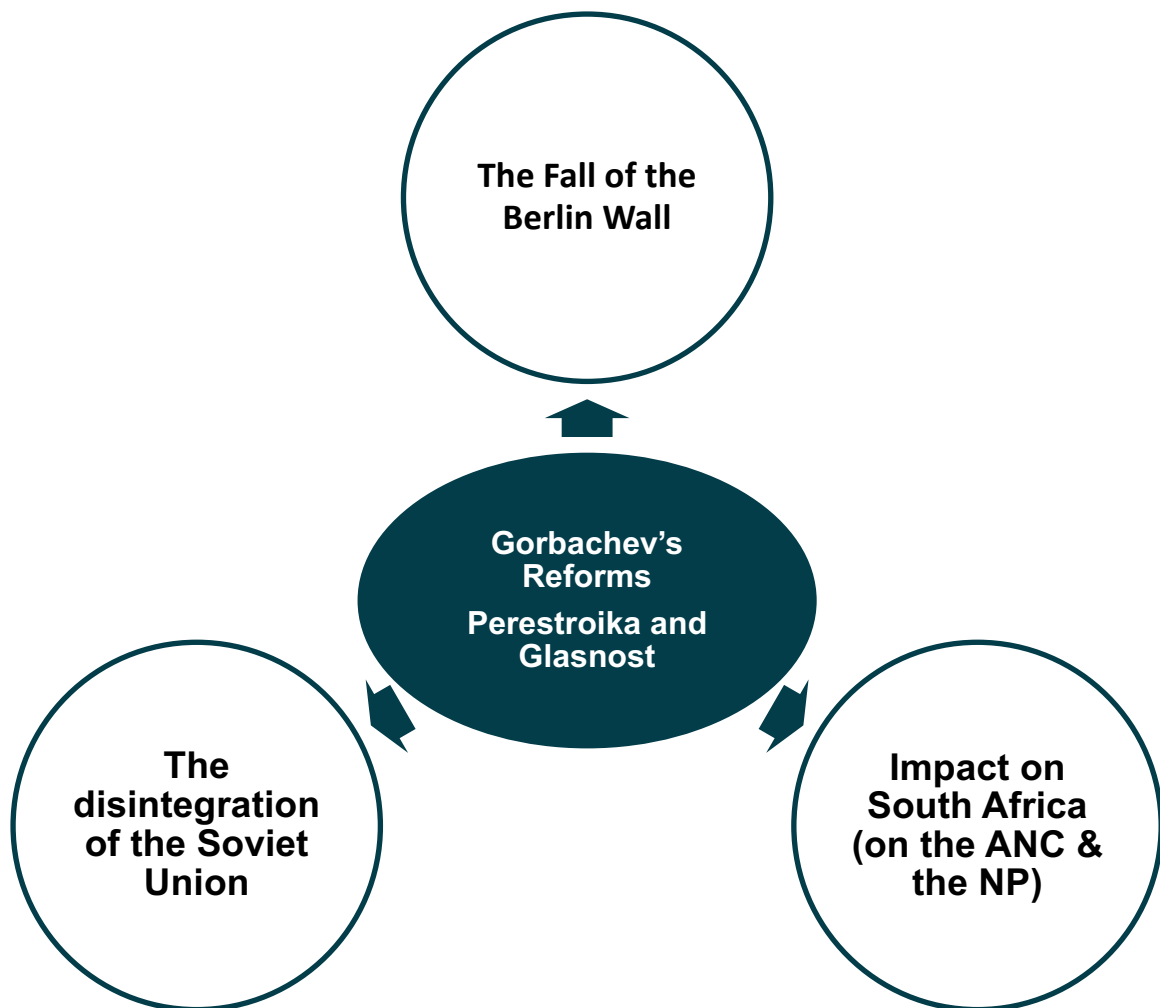 The Fall of the
Berlin Wall
Gorbachev’s
Reforms
Perestroika and
Glasnost
The
disintegration
of the Soviet
Union
Impact on
South Africa
(on the ANC &
the NP)